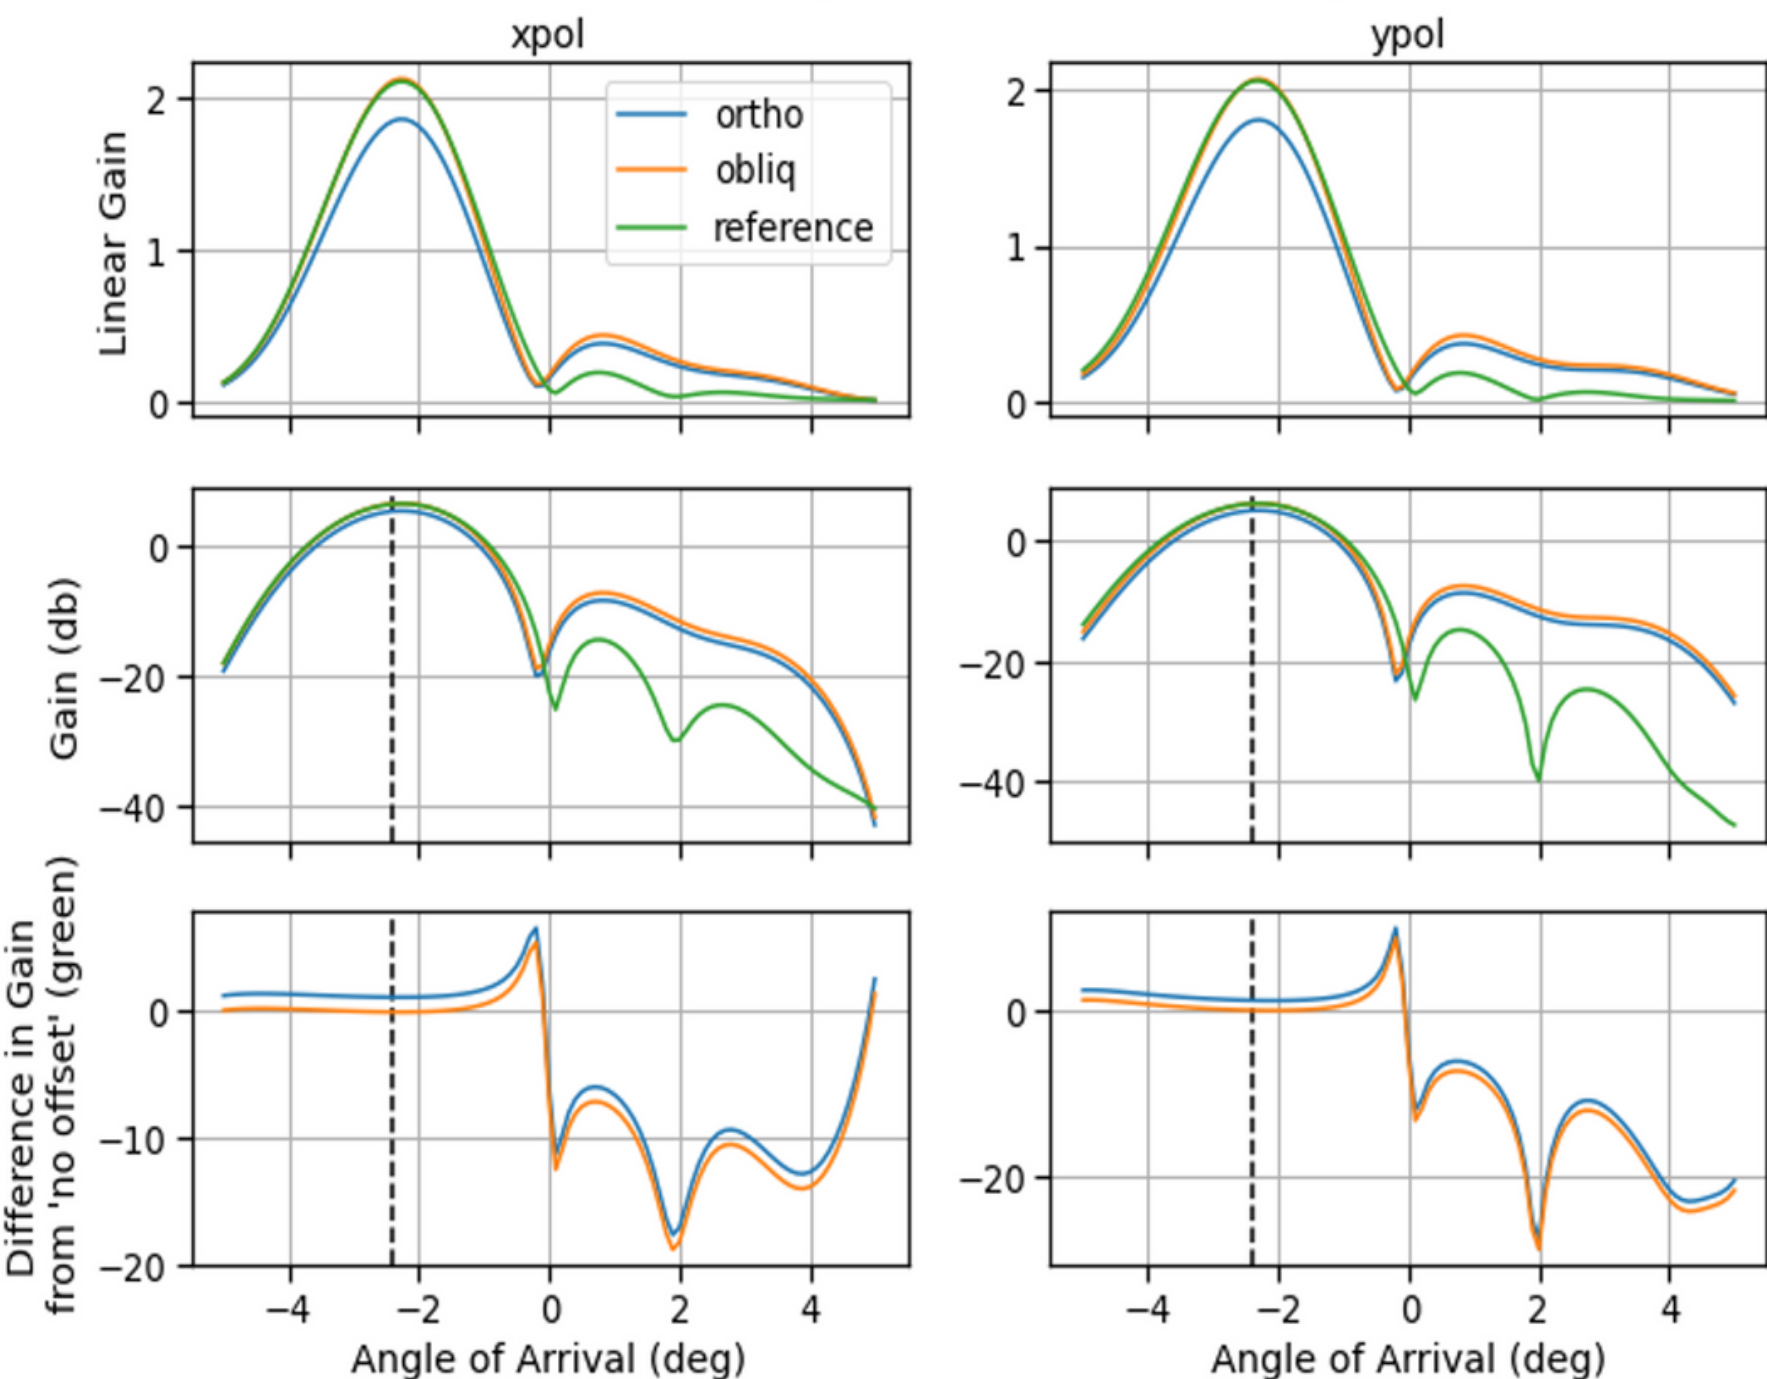 xpol
ypol
Linear Gain
2
1
0
ortho
obliq
reference
2
1
0
Gain (db)
0
−20
−40
0
−20
−40
Difference in Gain
from 'no offset' (green)
0
−10
−20
0
−20
−4 −2 0 2 4
−4 −2 0 2 4
Angle of Arrival (deg)
Angle of Arrival (deg)